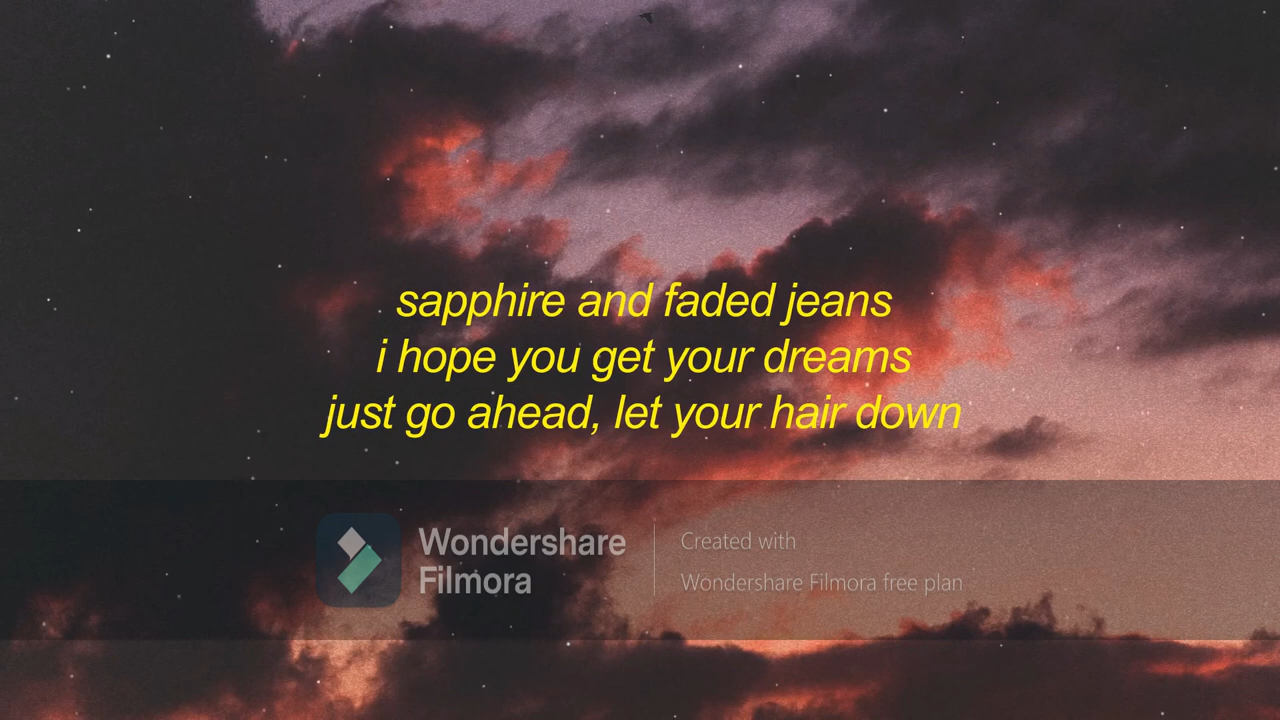 sapphire and faded jeans
i hope you get your dreams
just go ahead, let your hair down
Wondershare
Filmora
Created with
Wondershare Filmora free plan